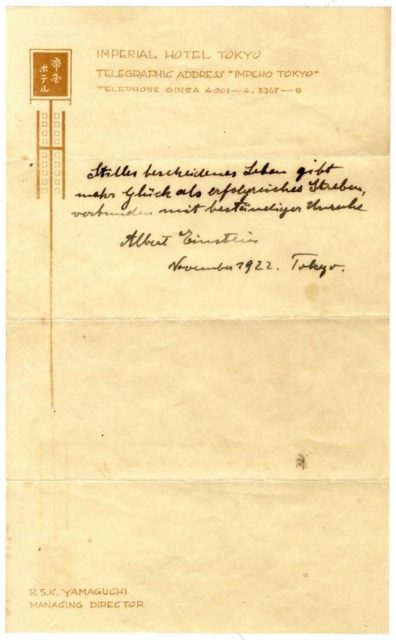 IMPERIAL HOTEL TOKYO
TELEGRAPHIC ADDRESS "IMPEHO TOKYO"
TELEPHONE GINZA 4001—4, 3367—8
帝国
ホテル
Stilles bescheidenes Leben gibt
mehr Glück als erfolgreiches Streben,
verbunden mit beständiger Unruhe
Albert Einstein
November 1922. Tokyo.
H.S.K. YAMAGUCHI
MANAGING DIRECTOR